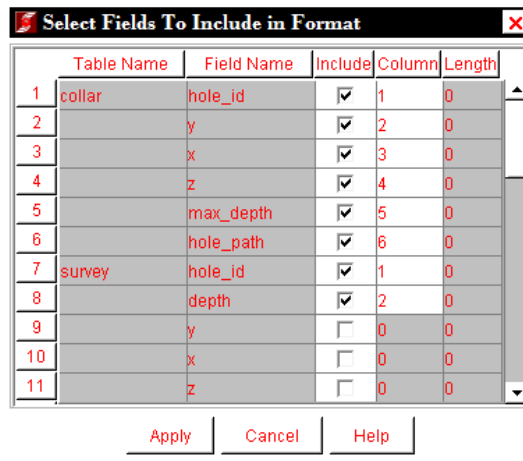 Select Fields To Include in Format
Table Name Field Name Include Column Length
1 collar hole_id 1 0
2 y 2 0
3 x 3 0
4 z 4 0
5 max_depth 5 0
6 hole_path 6 0
7 survey hole_id 1 0
8 depth 2 0
9 y 0 0
10 x 0 0
11 z 0 0
Apply Cancel Help